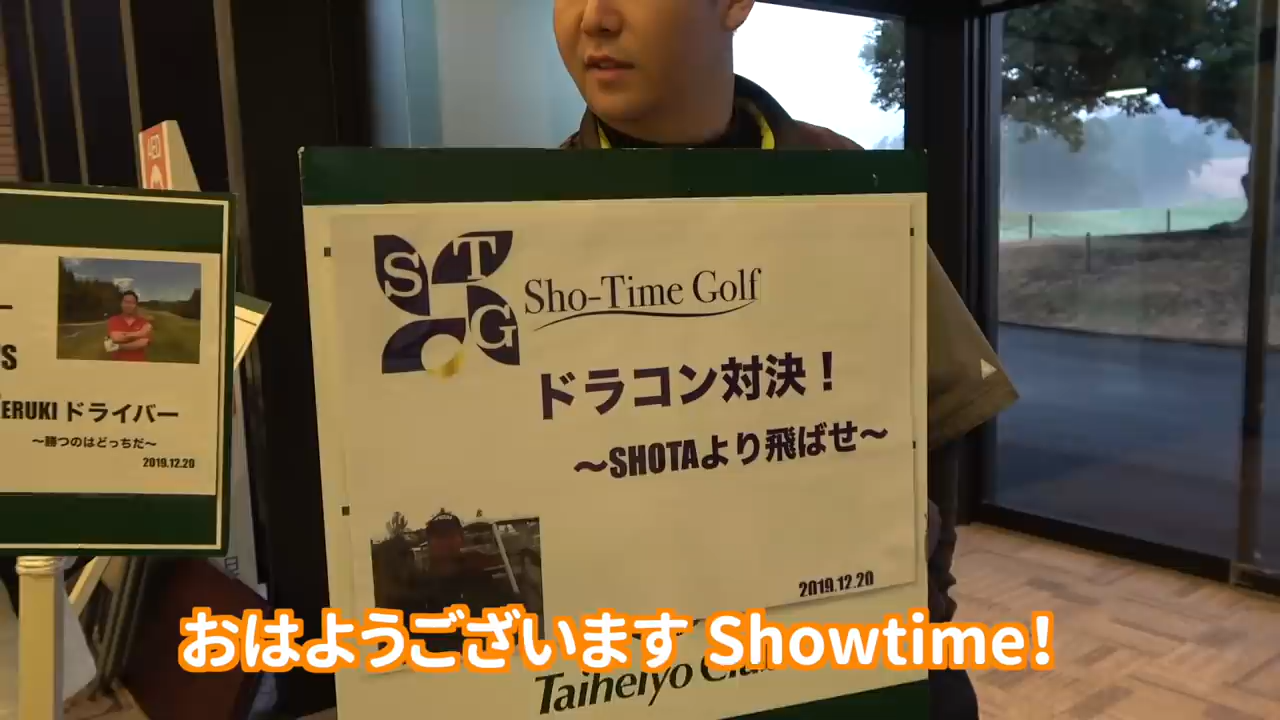 AED
S T G
Sho-Time Golf
ドラコン対決！
〜SHOTAより飛ばせ〜
2019.12.20
ERUKI ドライバー
〜勝つのはどっちだ〜
2019.12.20
おはようございます Showtime!
Taiheiyo